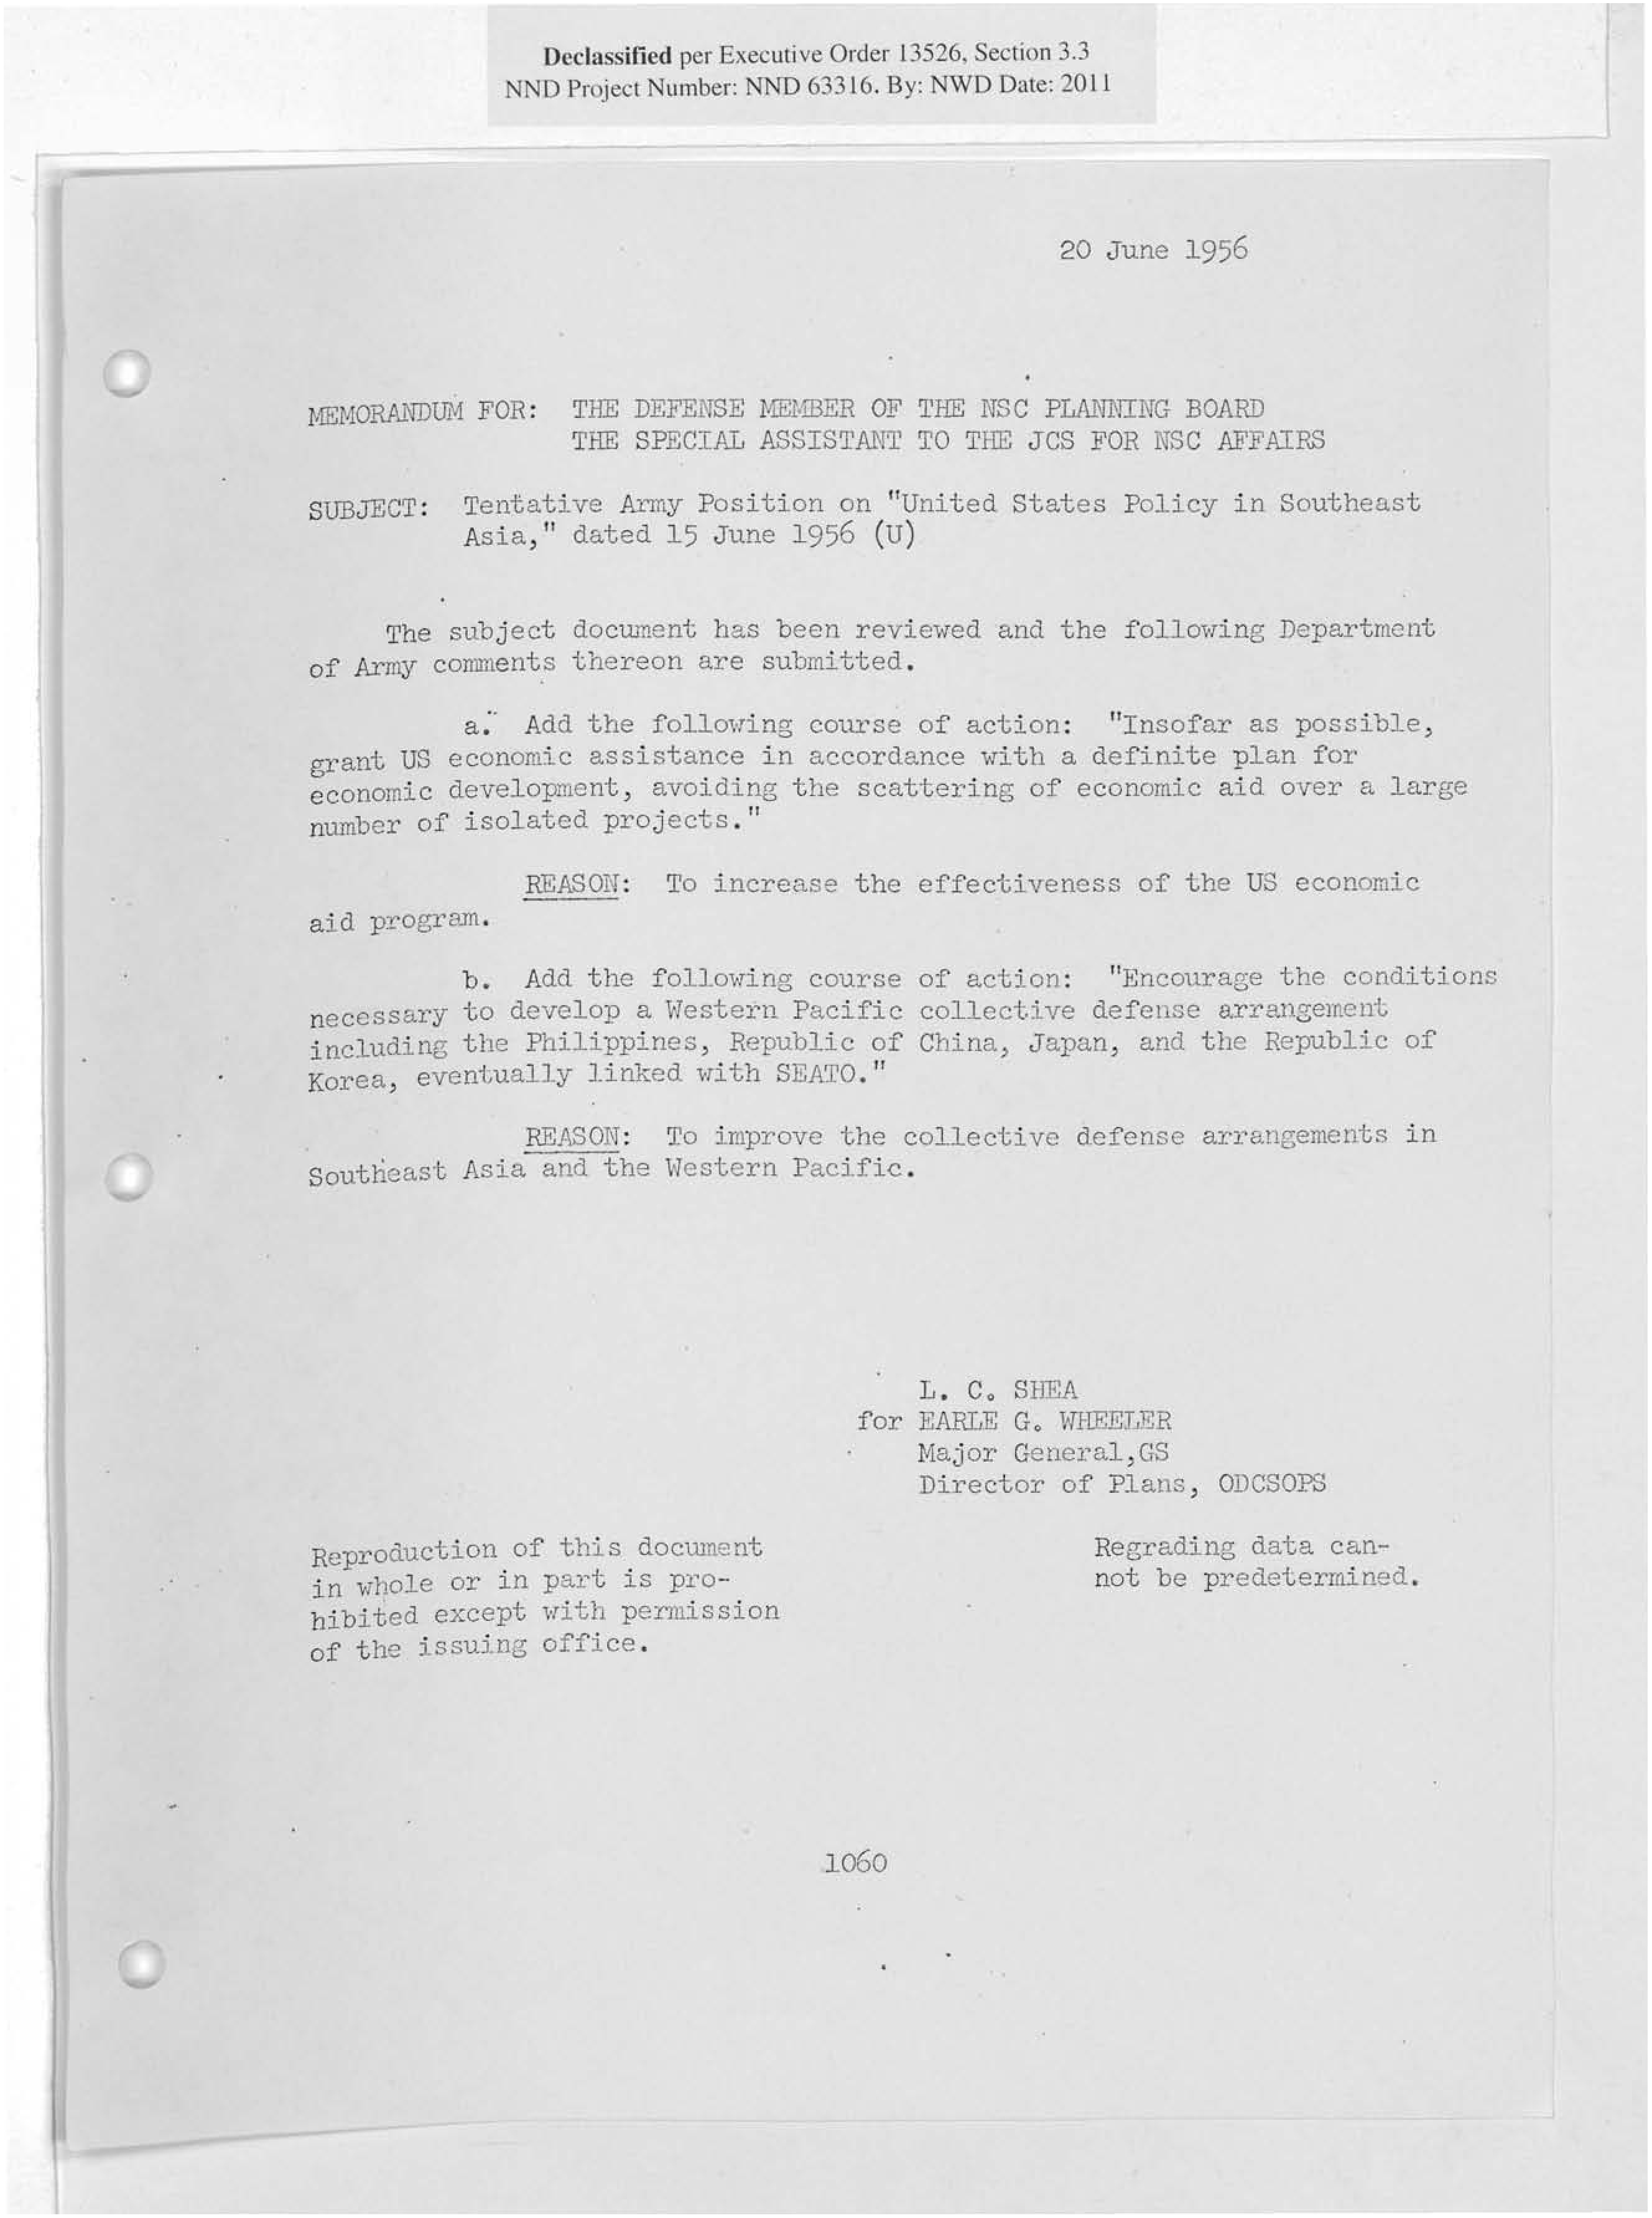 Declassified per Executive Order 13526, Section 3.3
NND Project Number: NND 63316. By: NWD Date: 2011
20 June 1956
MEMORANDUM FOR: THE DEFENSE MEMBER OF THE NSC PLANNING BOARD
THE SPECIAL ASSISTANT TO THE JCS FOR NSC AFFAIRS
SUBJECT: Tentative Army Position on "United States Policy in Southeast
Asia," dated 15 June 1956 (U)
The subject document has been reviewed and the following Department
of Army comments thereon are submitted.
a. Add the following course of action: "Insofar as possible,
grant US economic assistance in accordance with a definite plan for
economic development, avoiding the scattering of economic aid over a large
number of isolated projects."
REASON: To increase the effectiveness of the US economic
aid program.
b. Add the following course of action: "Encourage the conditions
necessary to develop a Western Pacific collective defense arrangement
including the Philippines, Republic of China, Japan, and the Republic of
Korea, eventually linked with SEATO."
REASON: To improve the collective defense arrangements in
Southeast Asia and the Western Pacific.
L. C. SHEA
for EARLE G. WHEELER
Major General,GS
Director of Plans, ODCSOPS
Reproduction of this document
in whole or in part is pro-
hibited except with permission
of the issuing office.
Regrading data can-
not be predetermined.
1060